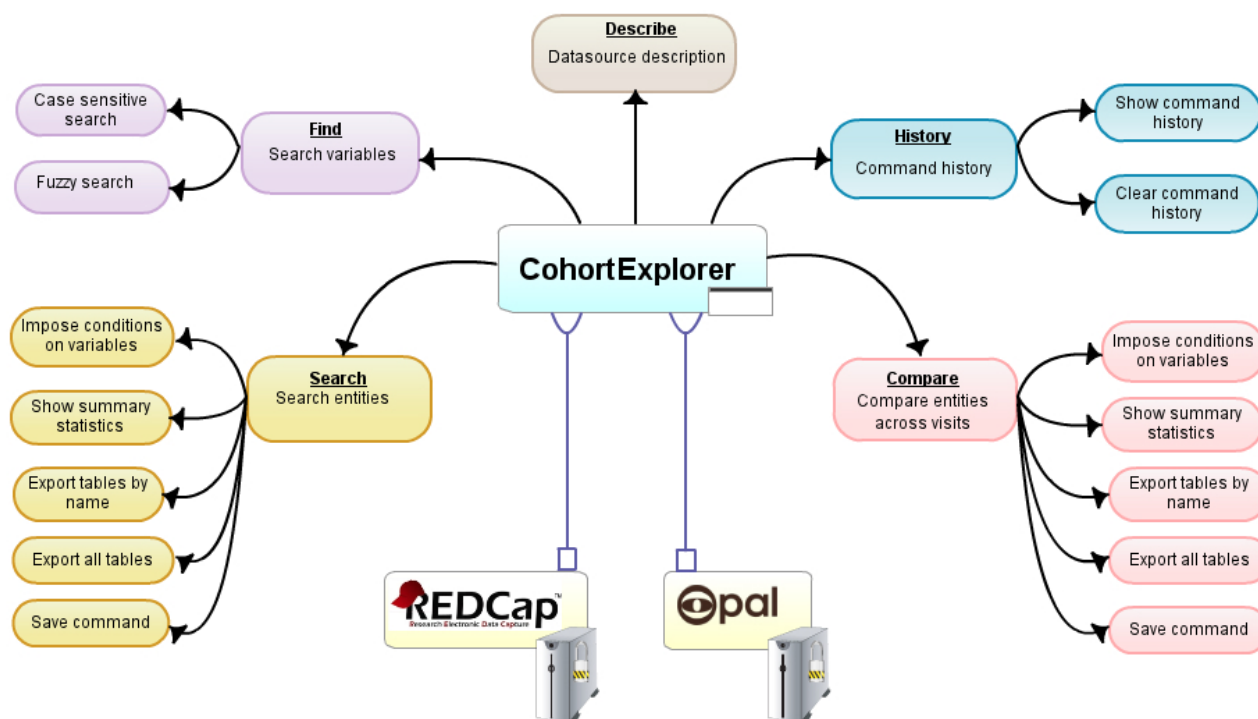 Describe
Datasource description
Case sensitive
search
Find
Search variables
Fuzzy search
History
Command history
Show command
history
Clear command
history
CohortExplorer
Impose conditions
on variables
Search
Search entities
Show summary
statistics
Export tables by
name
Export all tables
Save command
Compare
Compare entities
across visits
Impose conditions
on variables
Show summary
statistics
Export tables by
name
Export all tables
Save command
REDCap™
Research Electronic Data Capture
Opal